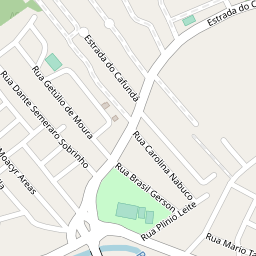 Estrada do C
Estrada do Cafundá
Rua Getúlio de Moura
Rua Dante Semeraro Sobrinho
Moacyr Areas
Rua Carolina Nabuco
Rua Brasil Gerson
Rua Plínio Leite
Rua Mario Ta